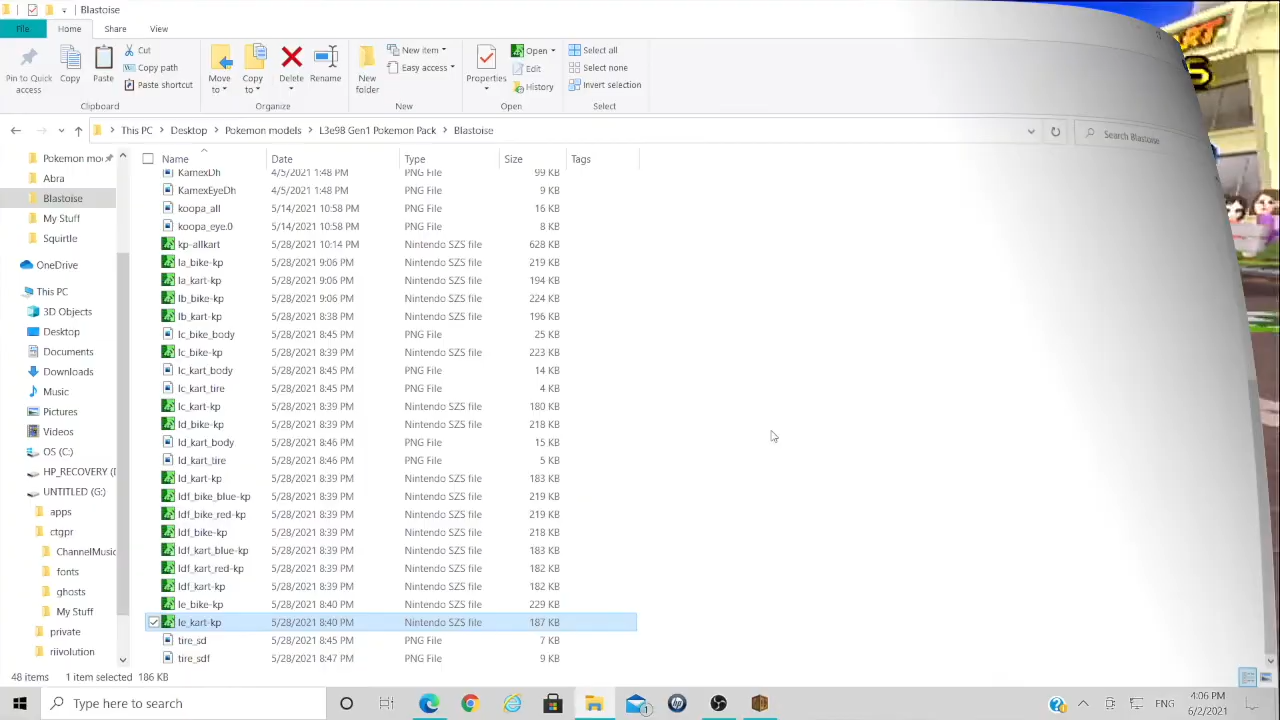 Blastoise
File Home Share View
Pin to Quick access
Copy
Paste
Cut
Copy path
Paste shortcut
Clipboard
Move to
Copy to
Delete
Rename
Organize
New folder
New item
Easy access
New
Properties
Open
Edit
History
Open
Select all
Select none
Invert selection
Select
This PC > Desktop > Pokemon models > L3e98 Gen1 Pokemon Pack > Blastoise
Search Blastoise
Pokemon mod
Abra
Blastoise
My Stuff
Squirtle
OneDrive
This PC
3D Objects
Desktop
Documents
Downloads
Music
Pictures
Videos
OS (C:)
HP_RECOVERY (
UNTITLED (G:)
apps
ctgpr
ChannelMusic
fonts
ghosts
My Stuff
private
riivolution
Name Date Type Size Tags
KamexDh 4/5/2021 1:48 PM PNG File 99 KB
KamexEyeDh 4/5/2021 1:48 PM PNG File 9 KB
koopa_all 5/14/2021 10:58 PM PNG File 16 KB
koopa_eye.0 5/14/2021 10:58 PM PNG File 8 KB
kp-allkart 5/28/2021 10:14 PM Nintendo SZS file 628 KB
la_bike-kp 5/28/2021 9:06 PM Nintendo SZS file 219 KB
la_kart-kp 5/28/2021 9:06 PM Nintendo SZS file 194 KB
lb_bike-kp 5/28/2021 9:06 PM Nintendo SZS file 224 KB
lb_kart-kp 5/28/2021 8:38 PM Nintendo SZS file 196 KB
lc_bike_body 5/28/2021 8:45 PM PNG File 25 KB
lc_bike-kp 5/28/2021 8:39 PM Nintendo SZS file 223 KB
lc_kart_body 5/28/2021 8:45 PM PNG File 14 KB
lc_kart_tire 5/28/2021 8:45 PM PNG File 4 KB
lc_kart-kp 5/28/2021 8:39 PM Nintendo SZS file 180 KB
ld_bike-kp 5/28/2021 8:39 PM Nintendo SZS file 218 KB
ld_kart_body 5/28/2021 8:46 PM PNG File 15 KB
ld_kart_tire 5/28/2021 8:46 PM PNG File 5 KB
ld_kart-kp 5/28/2021 8:39 PM Nintendo SZS file 183 KB
ldf_bike_blue-kp 5/28/2021 8:39 PM Nintendo SZS file 219 KB
ldf_bike_red-kp 5/28/2021 8:39 PM Nintendo SZS file 219 KB
ldf_bike-kp 5/28/2021 8:39 PM Nintendo SZS file 218 KB
ldf_kart_blue-kp 5/28/2021 8:39 PM Nintendo SZS file 183 KB
ldf_kart_red-kp 5/28/2021 8:39 PM Nintendo SZS file 182 KB
ldf_kart-kp 5/28/2021 8:39 PM Nintendo SZS file 182 KB
le_bike-kp 5/28/2021 8:40 PM Nintendo SZS file 229 KB
le_kart-kp 5/28/2021 8:40 PM Nintendo SZS file 187 KB
tire_sd 5/28/2021 8:45 PM PNG File 7 KB
tire_sdf 5/28/2021 8:47 PM PNG File 9 KB
48 items 1 item selected 186 KB
Type here to search
1
ENG
4:06 PM
6/2/2021